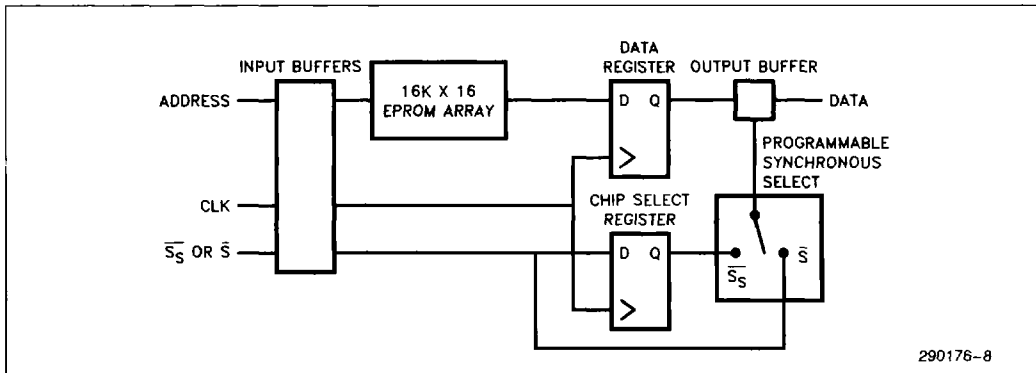 INPUT BUFFERS
ADDRESS
16K X 16
EPROM ARRAY
DATA
REGISTER
D Q
OUTPUT BUFFER
DATA
PROGRAMMABLE
SYNCHRONOUS
SELECT
CLK
S̅S̅ OR S̅
CHIP SELECT
REGISTER
D Q
S̅S̅
S̅
290176-8